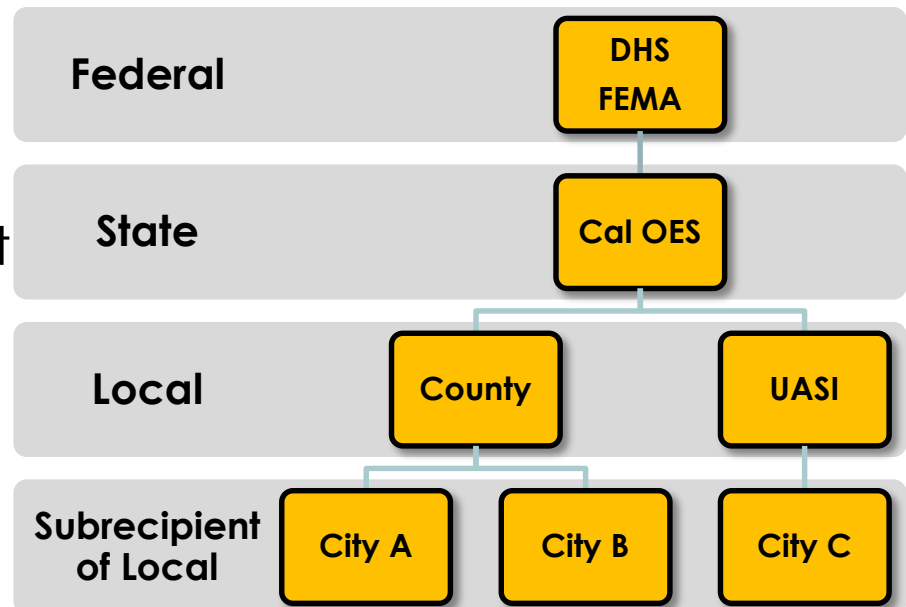 Federal
DHS
FEMA
State
Cal OES
t
Local
County
UASI
Subrecipient
of Local
City A
City B
City C